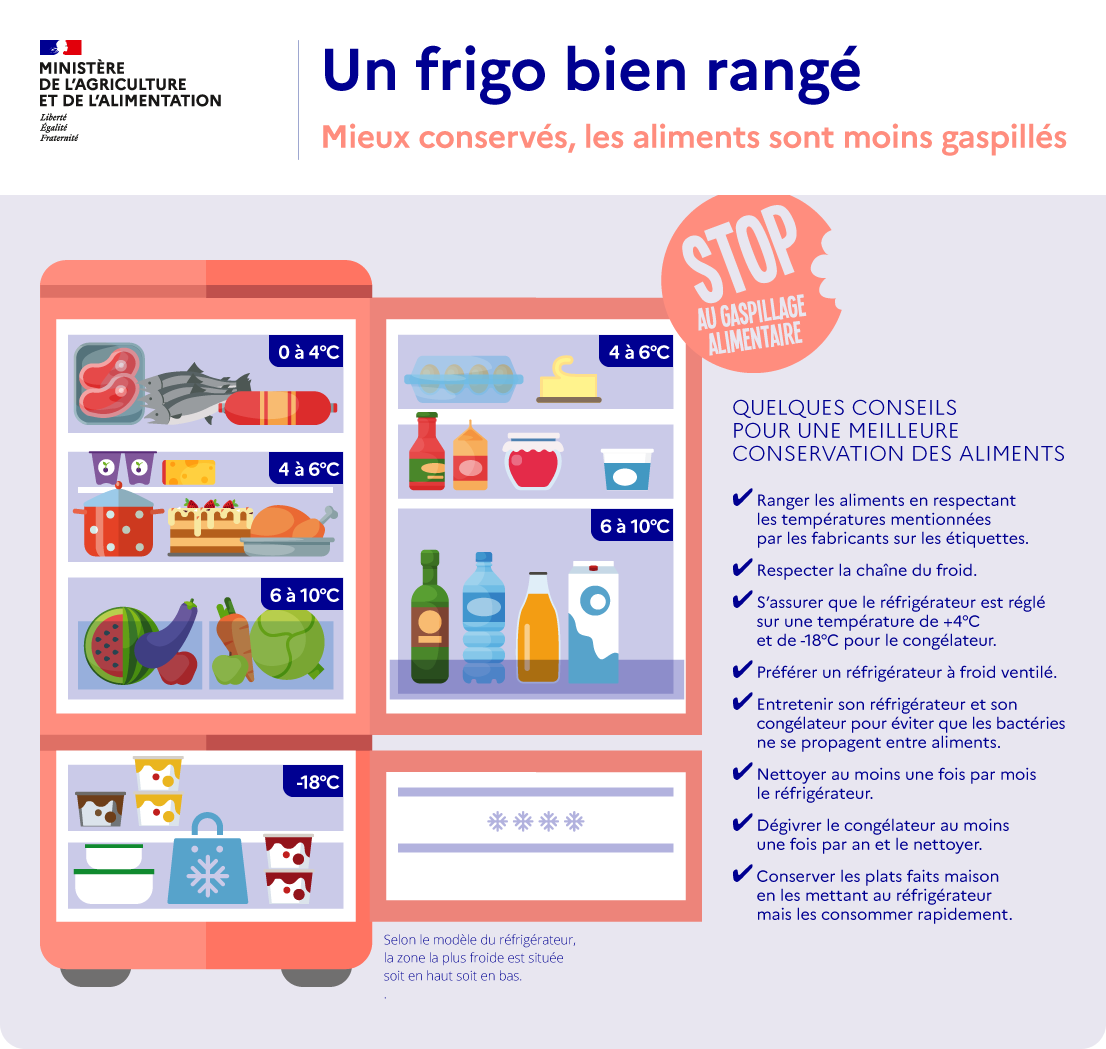 MINISTÈRE
DE L'AGRICULTURE
ET DE L'ALIMENTATION
Liberté
Égalité
Fraternité
Un frigo bien rangé
Mieux conservés, les aliments sont moins gaspillés
STOP
AU GASPILLAGE
ALIMENTAIRE
0 à 4°C
4 à 6°C
4 à 6°C
6 à 10°C
6 à 10°C
-18°C
Selon le modèle du réfrigérateur,
la zone la plus froide est située
soit en haut soit en bas.
.
QUELQUES CONSEILS
POUR UNE MEILLEURE
CONSERVATION DES ALIMENTS
✔ Ranger les aliments en respectant
les températures mentionnées
par les fabricants sur les étiquettes.
✔ Respecter la chaîne du froid.
✔ S'assurer que le réfrigérateur est réglé
sur une température de +4°C
et de -18°C pour le congélateur.
✔ Préférer un réfrigérateur à froid ventilé.
✔ Entretenir son réfrigérateur et son
congélateur pour éviter que les bactéries
ne se propagent entre aliments.
✔ Nettoyer au moins une fois par mois
le réfrigérateur.
✔ Dégivrer le congélateur au moins
une fois par an et le nettoyer.
✔ Conserver les plats faits maison
en les mettant au réfrigérateur
mais les consommer rapidement.